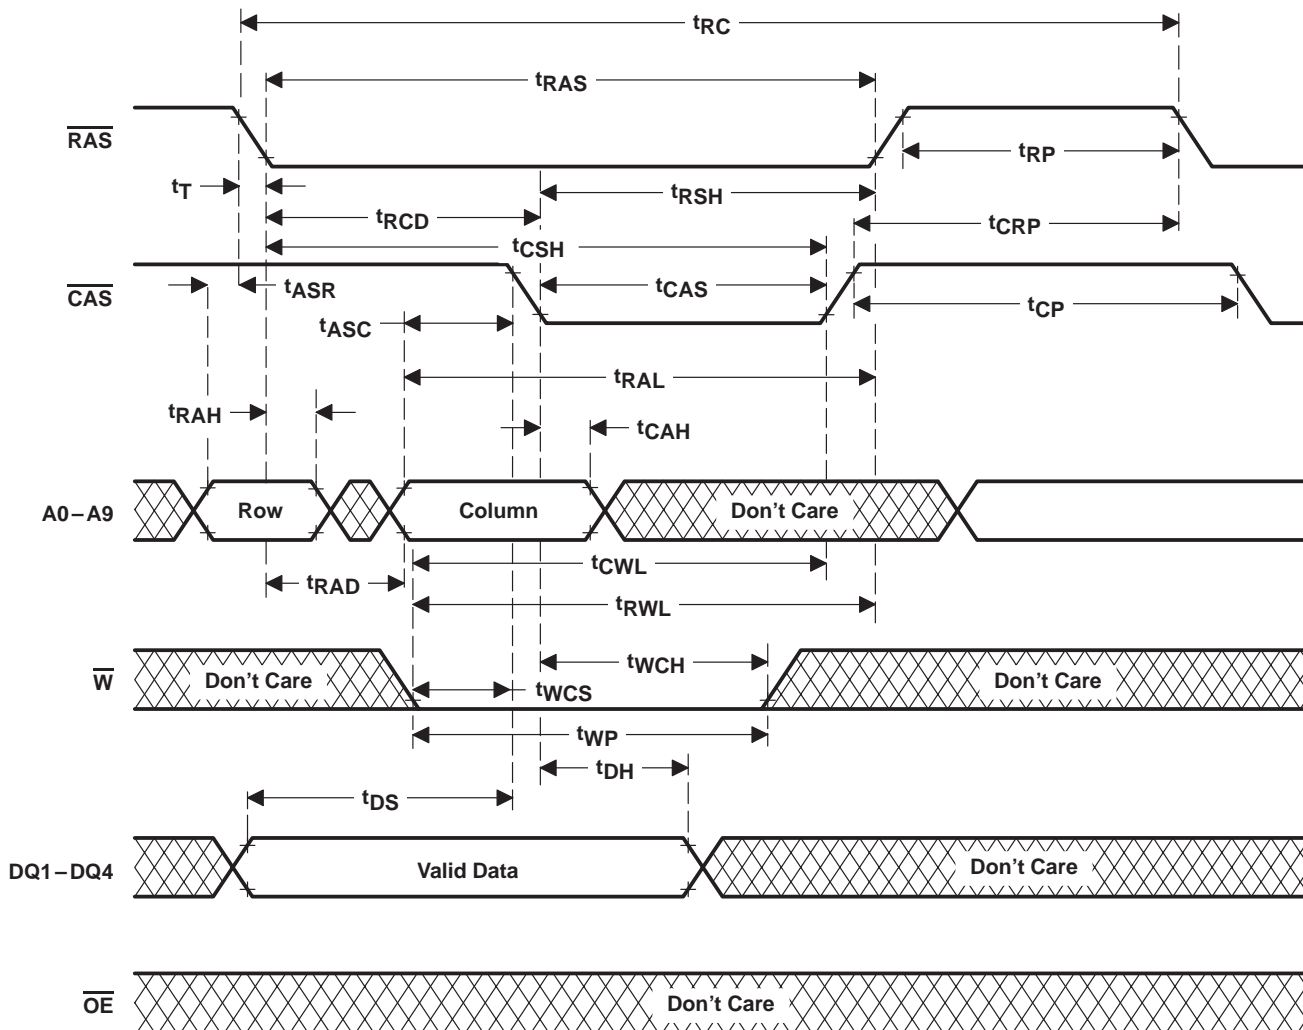 tRC
tRAS
RAS
tRP
tT
tRSH
tRCD
tCRP
tCSH
CAS
tASR
tCAS
tCP
tASC
tRAL
tRAH
tCAH
A0–A9
Row
Column
Don't Care
tCWL
tRAD
tRWL
W
Don't Care
tWCH
Don't Care
tWCS
tWP
tDH
tDS
DQ1–DQ4
Valid Data
Don't Care
OE
Don't Care